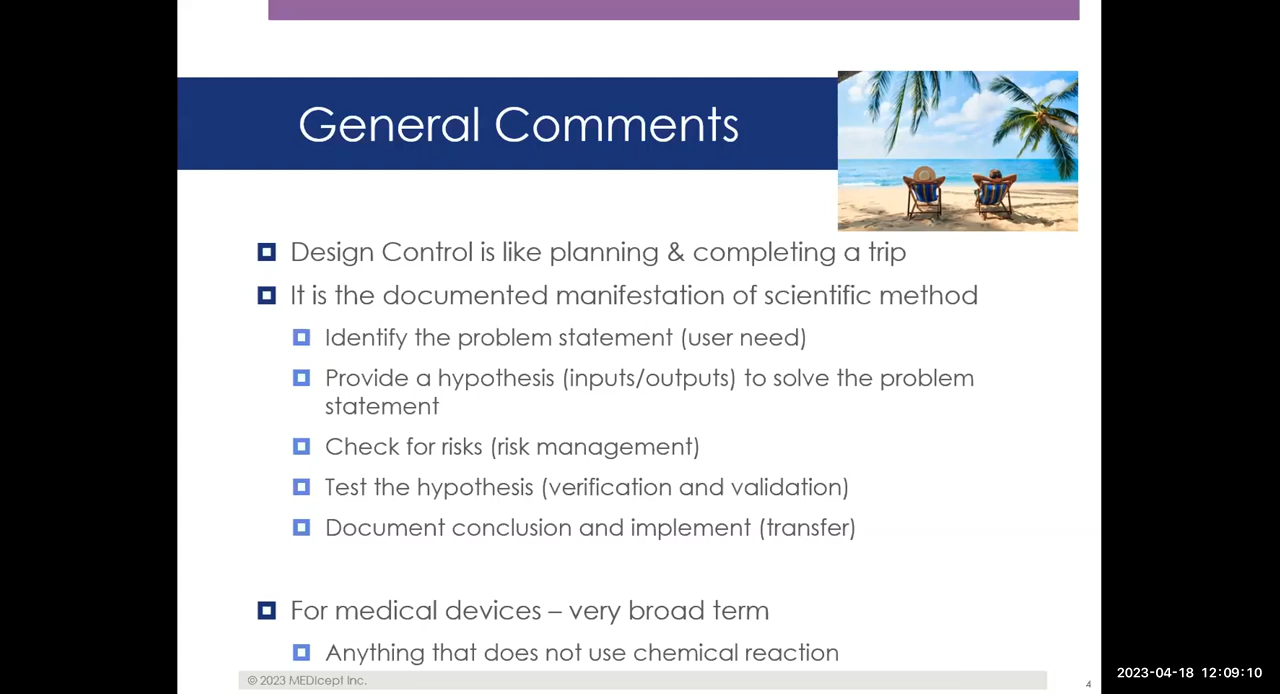 General Comments
Design Control is like planning & completing a trip
It is the documented manifestation of scientific method
Identify the problem statement (user need)
Provide a hypothesis (inputs/outputs) to solve the problem
statement
Check for risks (risk management)
Test the hypothesis (verification and validation)
Document conclusion and implement (transfer)
For medical devices – very broad term
Anything that does not use chemical reaction
© 2023 MEDIcept Inc.
4
2023-04-18 12:09:10